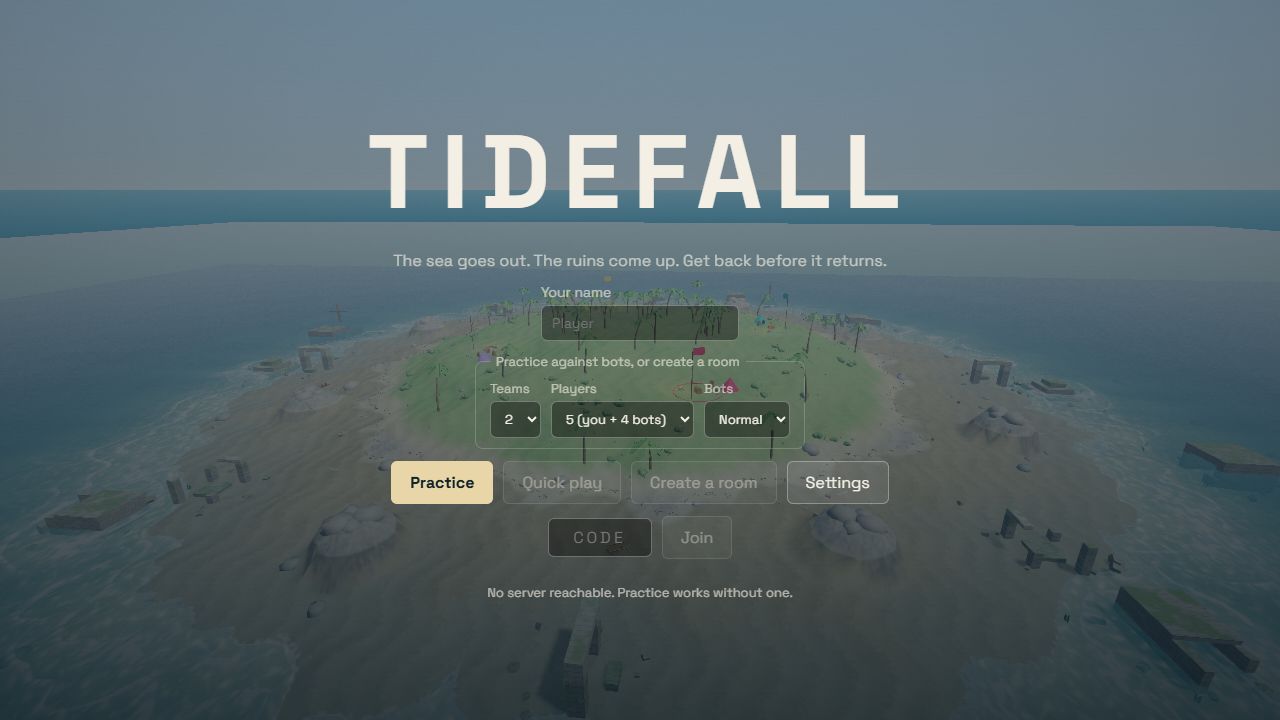 TIDEFALL
The sea goes out. The ruins come up. Get back before it returns.
Your name
Player
Practice against bots, or create a room
Teams Players Bots
2 5 (you + 4 bots) Normal
Practice Quick play Create a room Settings
CODE Join
No server reachable. Practice works without one.